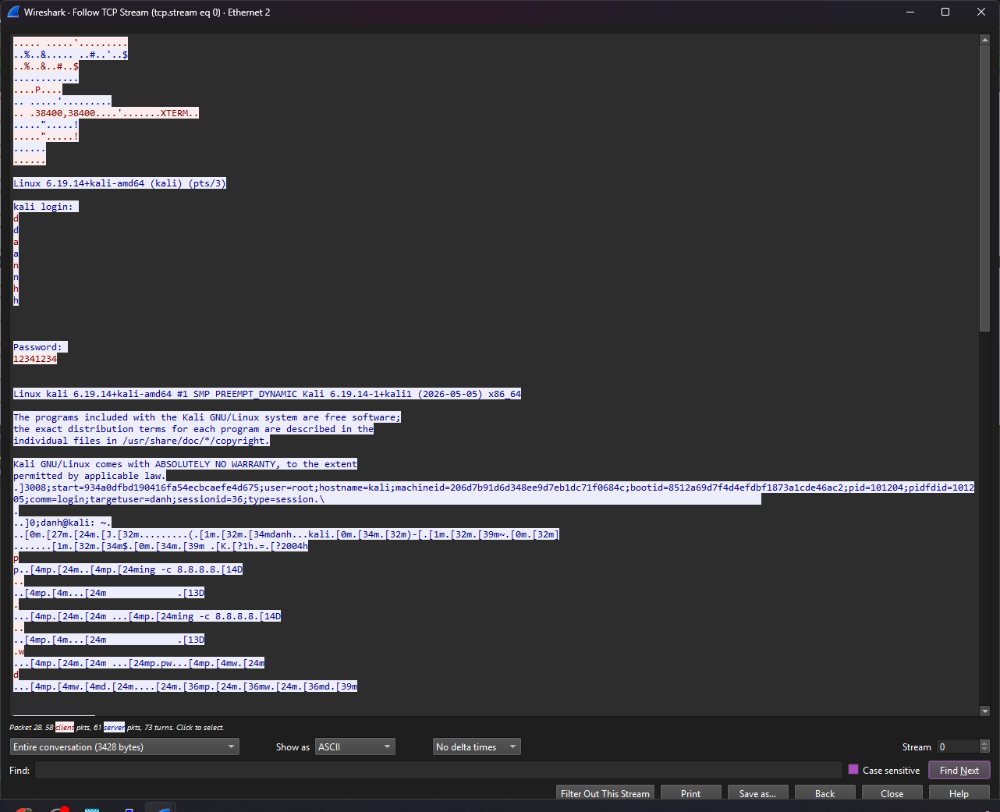 Wireshark · Follow TCP Stream (tcp.stream eq 0) · Ethernet 2
..... .....'.........
..%..&..... ..#..'..$
..%..&..#..$
............
....P....
.. .....'.........
.. .38400,38400....'.......XTERM..
.....".....!
.....".....!
......
......
Linux 6.19.14+kali-amd64 (kali) (pts/3)
kali login:
d
d
a
a
n
n
h
h
Password:
12341234
Linux kali 6.19.14+kali-amd64 #1 SMP PREEMPT_DYNAMIC Kali 6.19.14-1+kali1 (2026-05-05) x86_64
The programs included with the Kali GNU/Linux system are free software;
the exact distribution terms for each program are described in the
individual files in /usr/share/doc/*/copyright.
Kali GNU/Linux comes with ABSOLUTELY NO WARRANTY, to the extent
permitted by applicable law.
.]3008;start=934a0dfbd190416fa54ecbcaefe4d675;user=root;hostname=kali;machineid=206d7b91d6d348ee9d7eb1dc71f0684c;bootid=8512a69d7f4d4efdbf1873a1cde46ac2;pid=101204;pidfdid=1012
05;comm=login;targetuser=danh;sessionid=36;type=session.\
.
..]0;danh@kali: ~.
..[0m.[27m.[24m.[J.[32m.........(.[1m.[32m.[34mdanh...kali.[0m.[34m.[32m)-[.[1m.[32m.[39m~.[0m.[32m]
.......[1m.[32m.[34m$.[0m.[34m.[39m .[K.[?1h.=.[?2004h
p
p..[4mp.[24m..[4mp.[24ming -c 8.8.8.8.[14D
..
..[4mp.[4m...[24m             .[13D
.
...[4mp.[24m.[24m ...[4mp.[24ming -c 8.8.8.8.[14D
..
..[4mp.[4m...[24m             .[13D
.w
...[4mp.[24m.[24m ...[24mp.pw...[4mp.[4mw.[24m
d
...[4mp.[4mw.[4md.[24m....[24m.[36mp.[24m.[36mw.[24m.[36md.[39m
Packet 28. 58 client pkts, 61 server pkts, 73 turns. Click to select.
Entire conversation (3428 bytes) Show as ASCII No delta times Stream 0
Find: Case sensitive Find Next
Filter Out This Stream Print Save as... Back Close Help